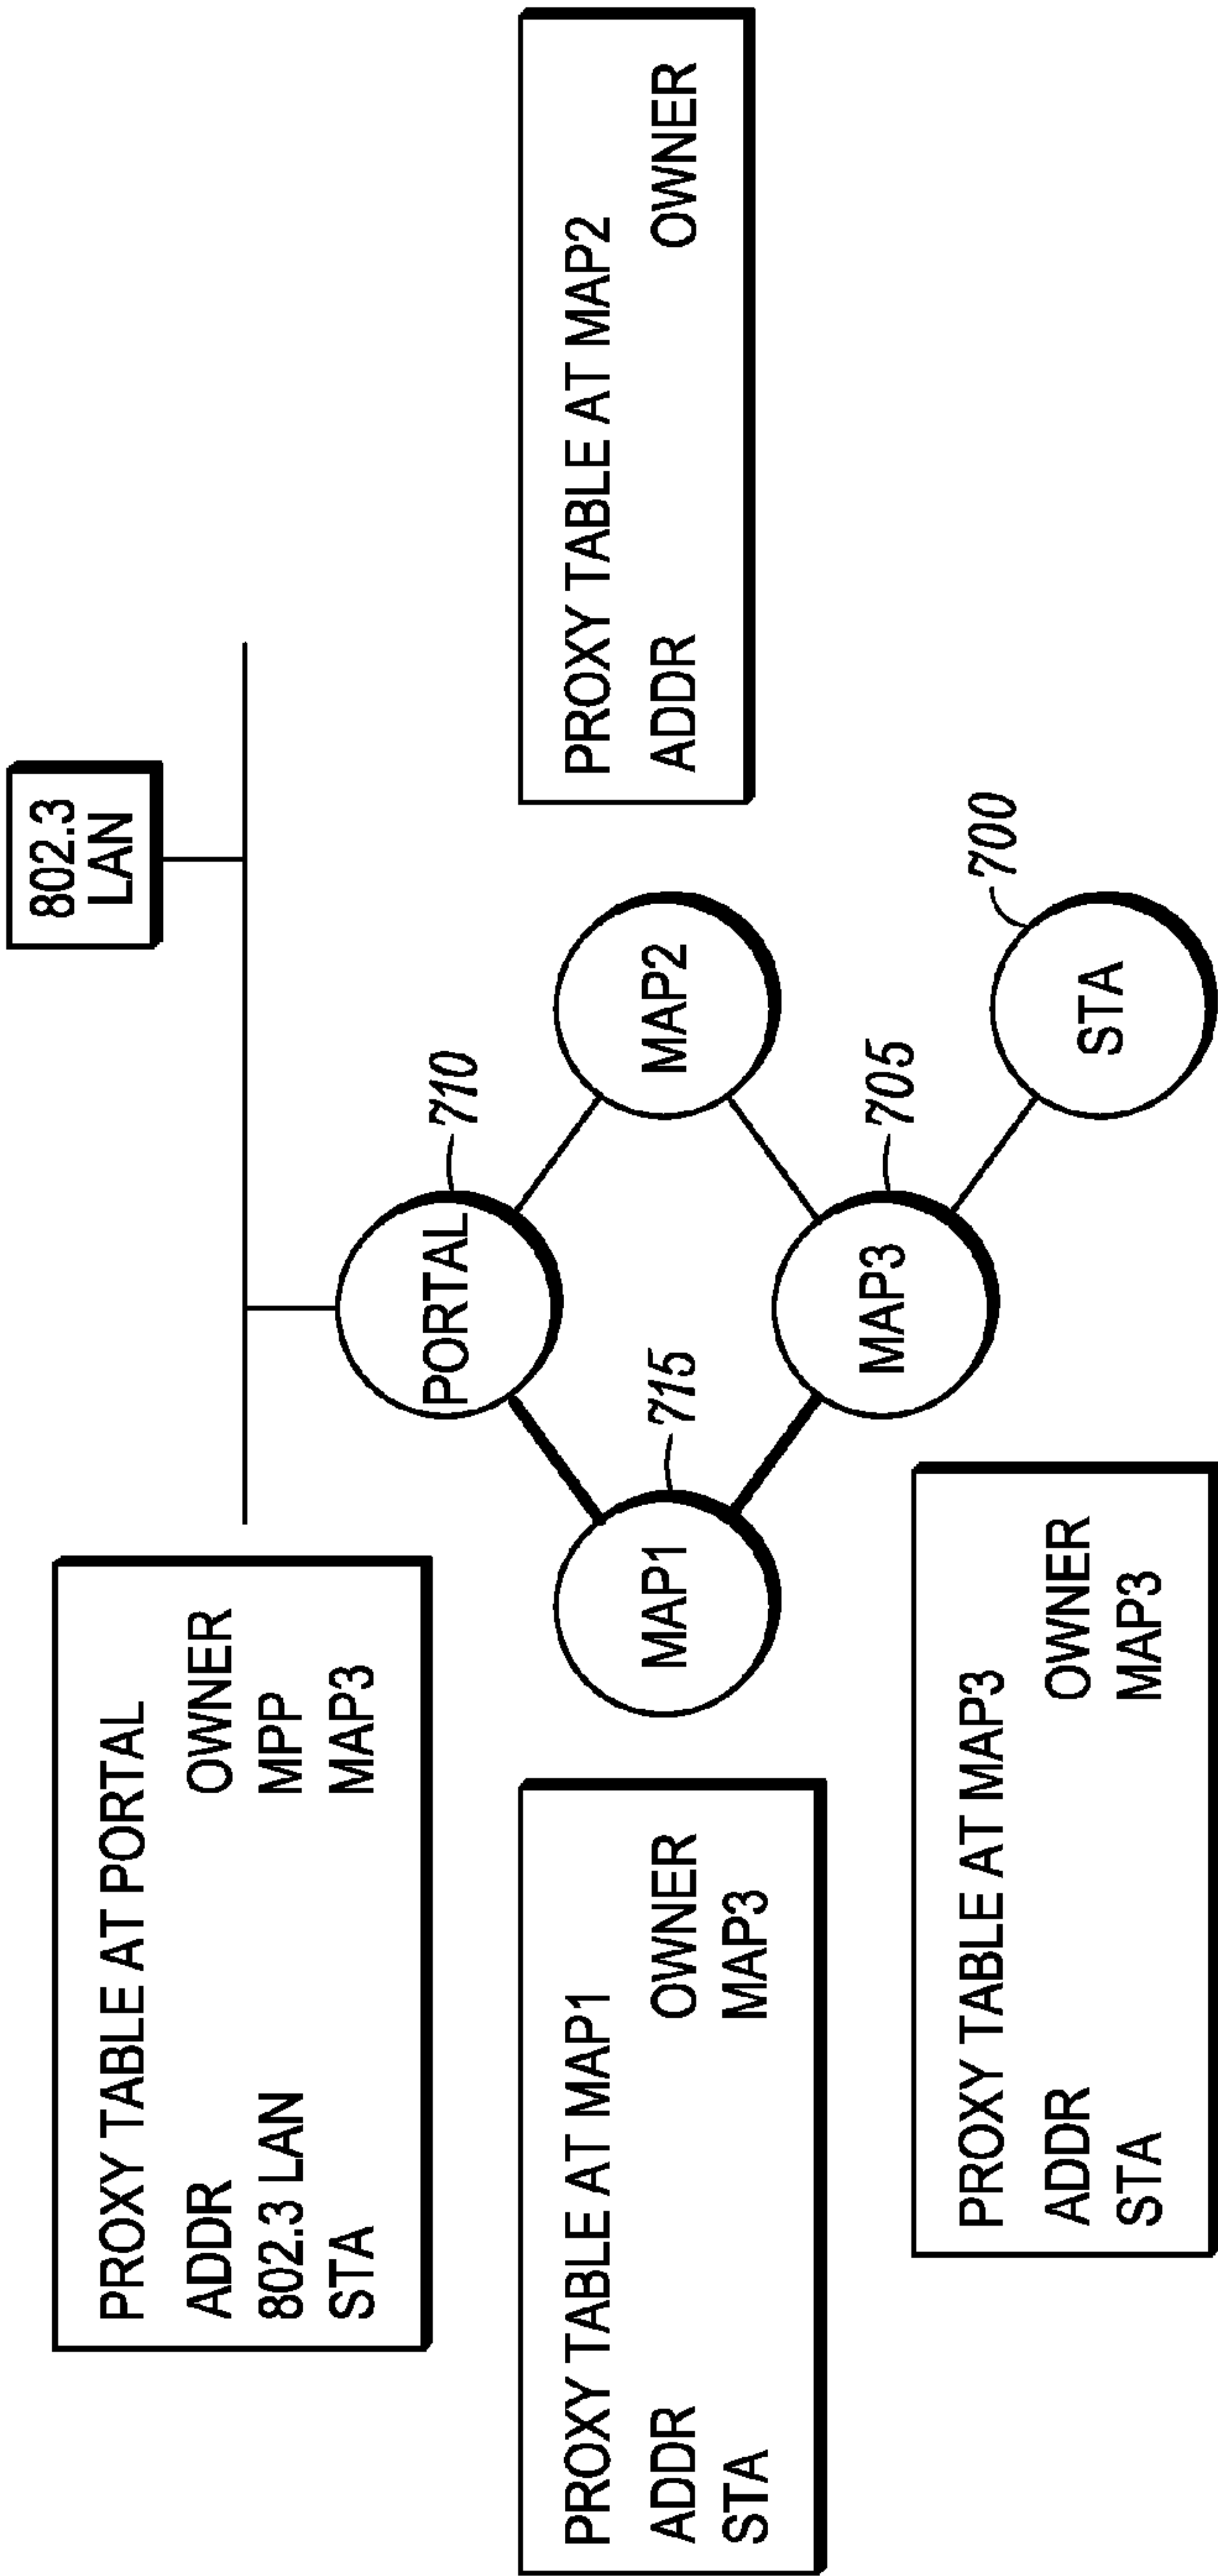 802.3
LAN
PROXY TABLE AT PORTAL
ADDR OWNER
802.3 LAN MPP
STA MAP3
PORTAL
710
PROXY TABLE AT MAP1
ADDR OWNER
STA MAP3
MAP1
715
MAP2
PROXY TABLE AT MAP2
ADDR OWNER
PROXY TABLE AT MAP3
ADDR OWNER
STA MAP3
MAP3
705
STA
700